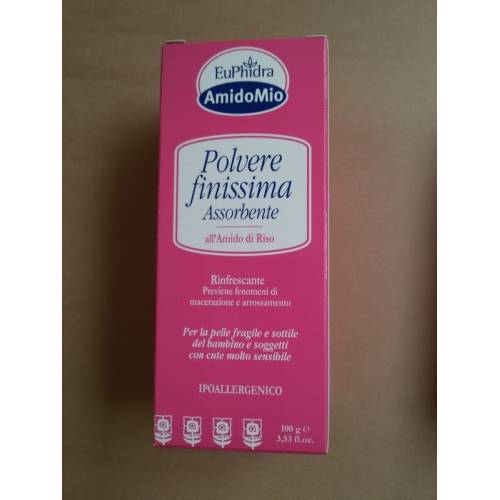 EuPhidra
AmidoMio
Polvere
finissima
Assorbente
all'Amido di Riso
Rinfrescante
Previene fenomeni di
macerazione e arrossamento
Per la pelle fragile e sottile
del bambino e soggetti
con cute molto sensibile
IPOALLERGENICO
100 g ℮
3,53 fl.oz.